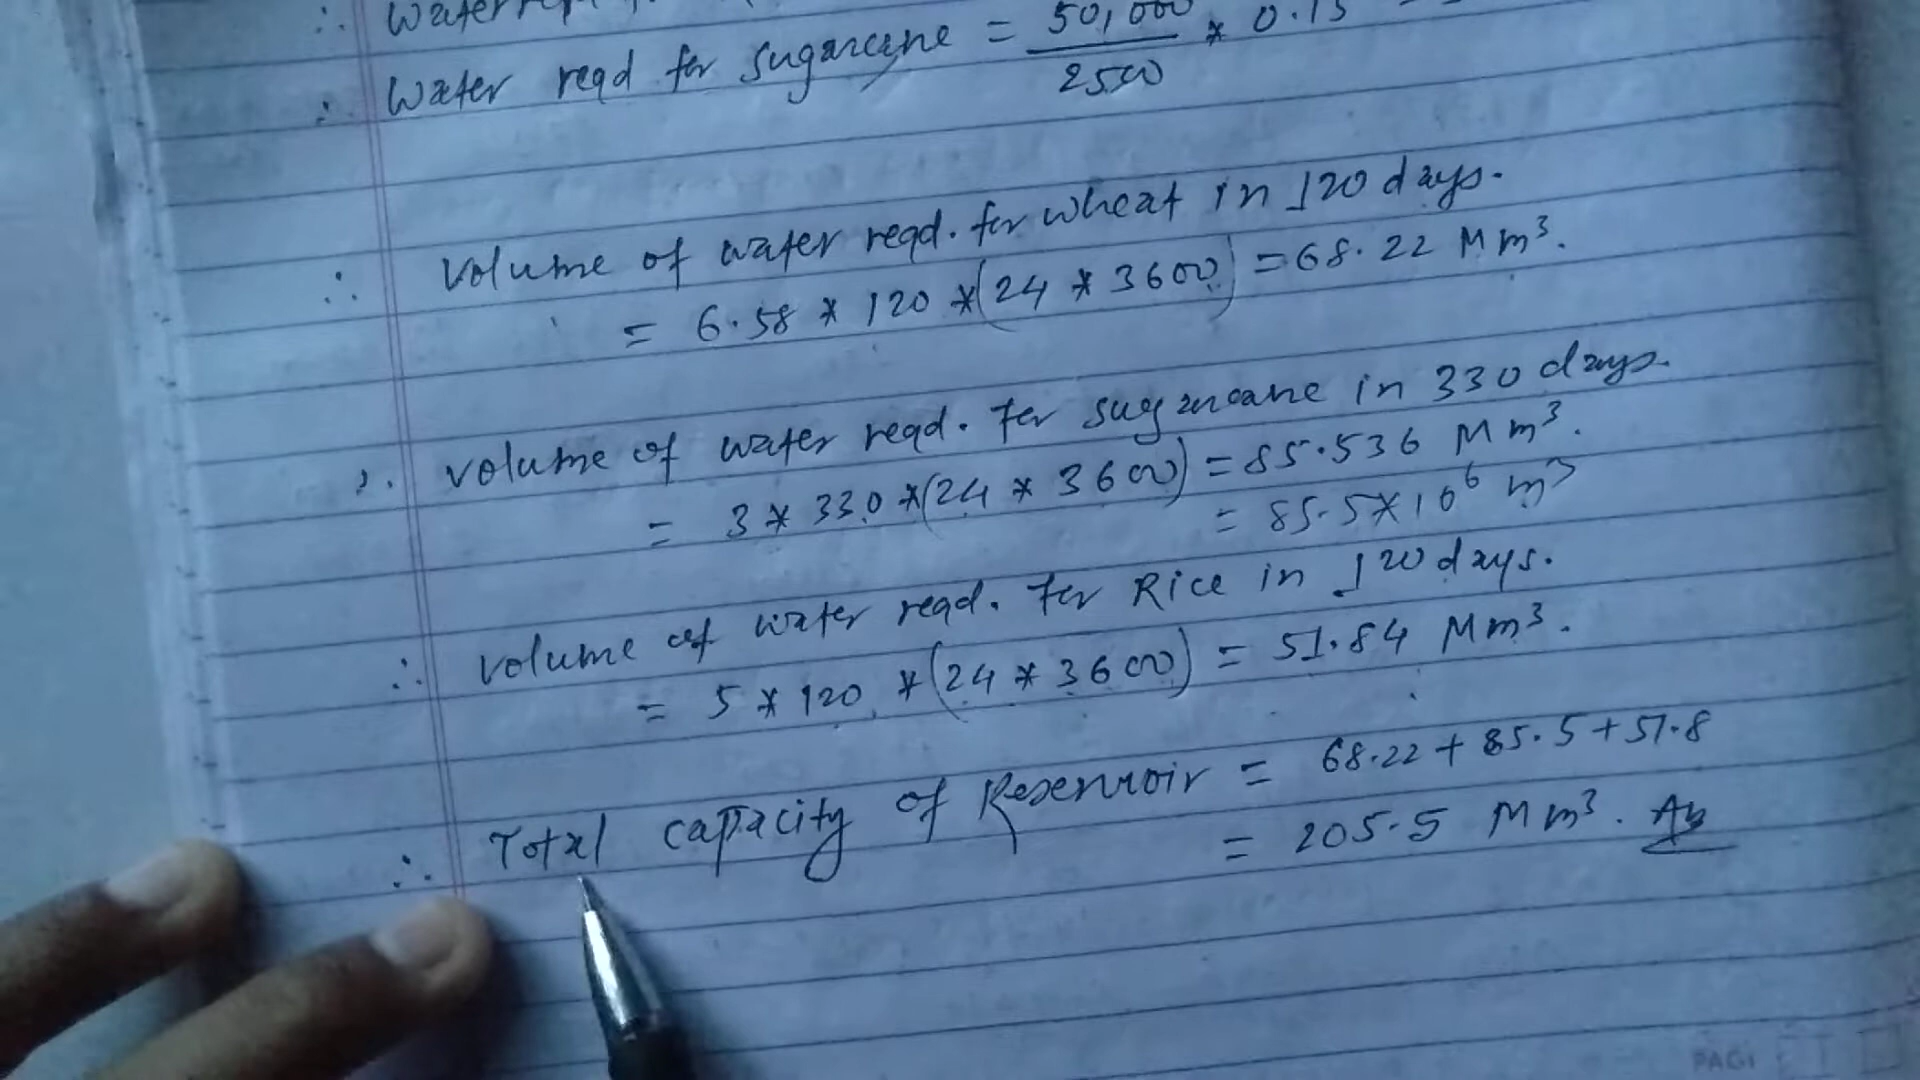 ∴ Water
∴ Water reqd for sugarcane = 50,000/2500 * 0.15
∴ Volume of water reqd. for wheat in 120 days.
= 6.58 * 120 * (24 * 3600) = 68.22 Mm³.
∴ Volume of water reqd. for sugarcane in 330 days.
= 3 * 330 * (24 * 3600) = 85.536 Mm³.
= 85.5 * 10⁶ m³
∴ Volume of water reqd. for Rice in 120 days.
= 5 * 120 * (24 * 3600) = 51.84 Mm³.
∴ Total capacity of Reservoir = 68.22 + 85.5 + 51.8
= 205.5 Mm³. Ans
PAGE